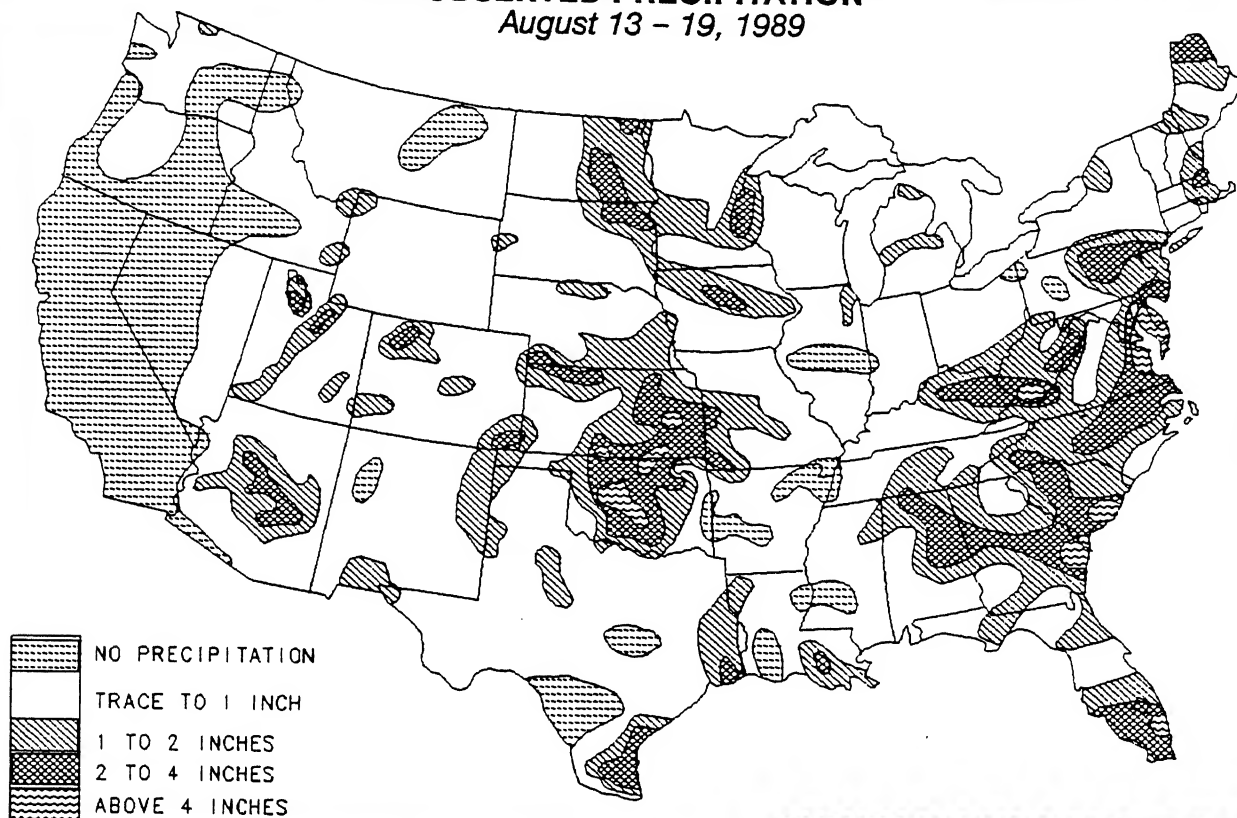 August 13 – 19, 1989
NO PRECIPITATION
TRACE TO 1 INCH
1 TO 2 INCHES
2 TO 4 INCHES
ABOVE 4 INCHES